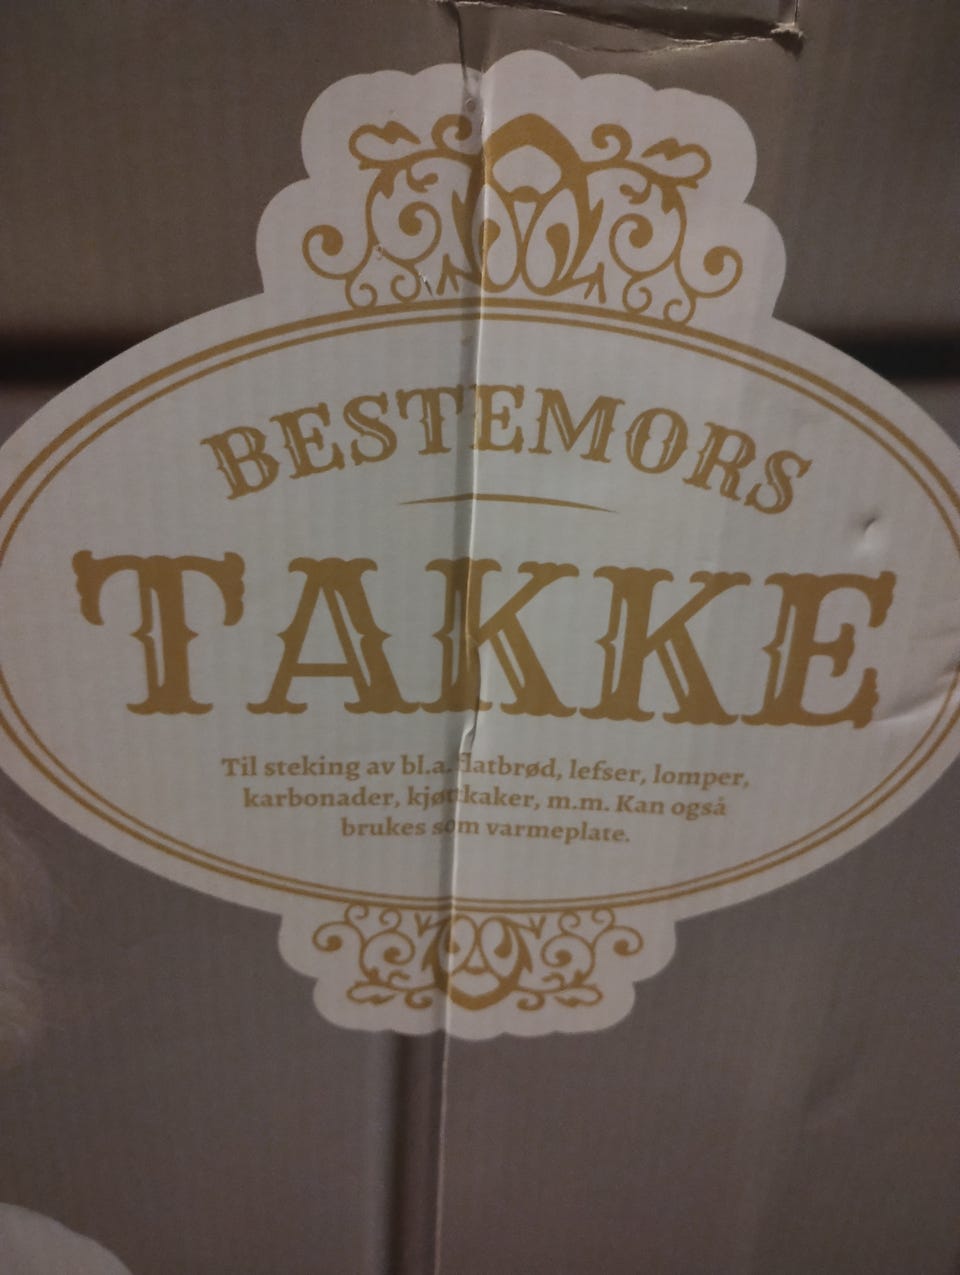 BESTEMORS
TAKKE
Til steking av bl.a. flatbrød, lefser, lomper,
karbonader, kjøttkaker, m.m. Kan også
brukes som varmeplate.